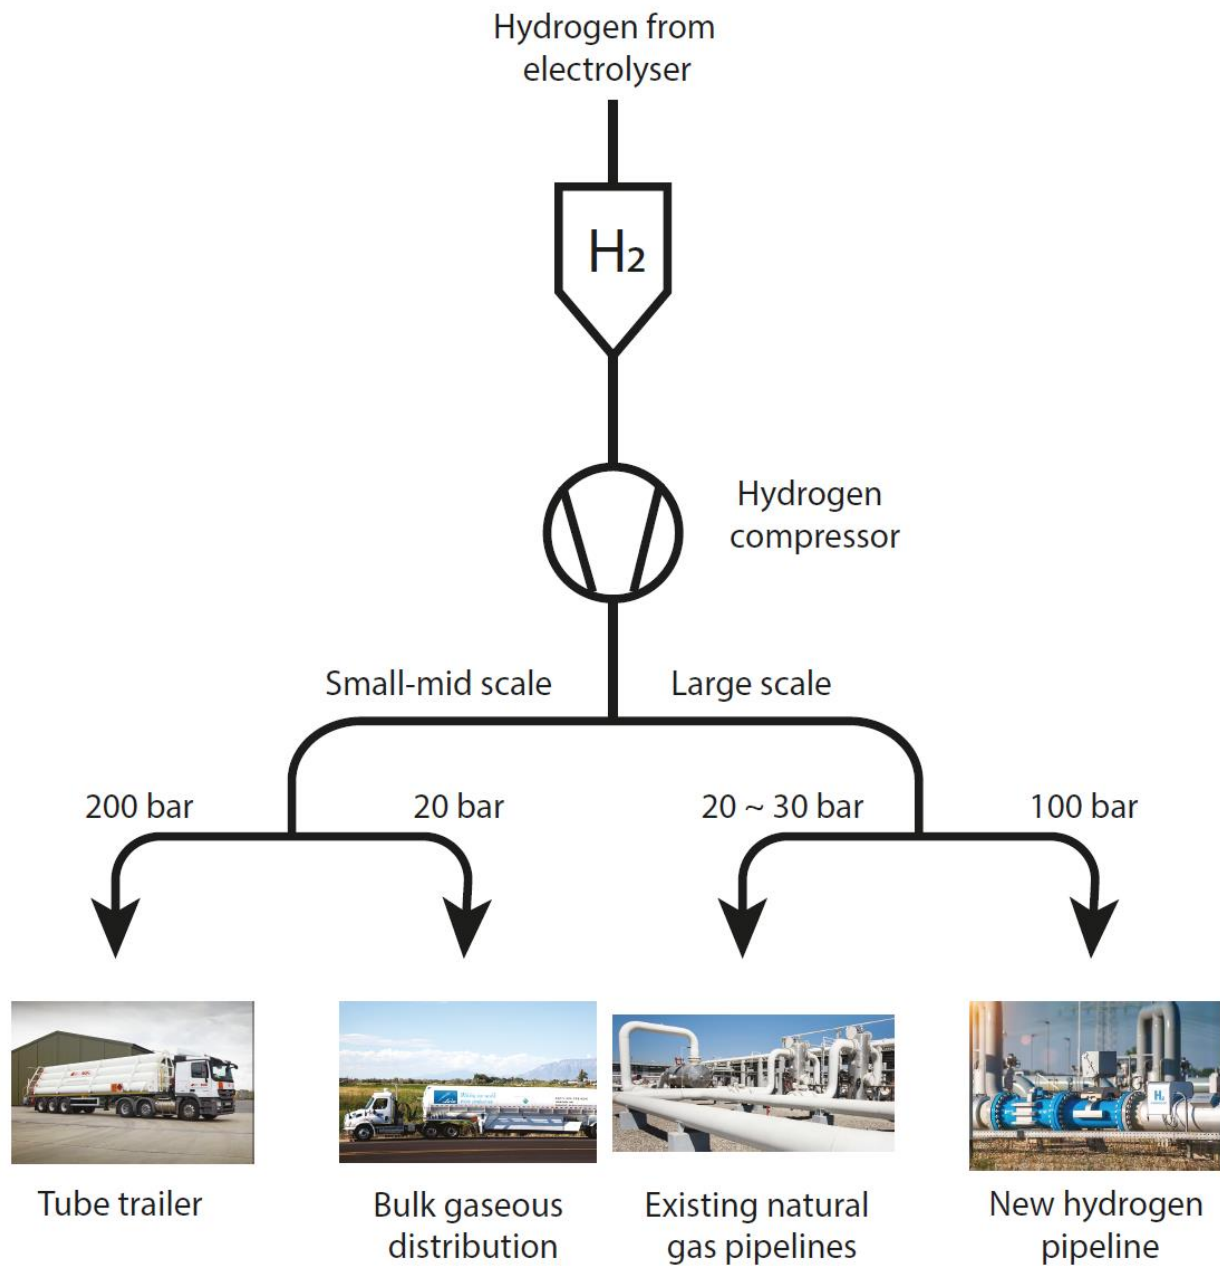 Hydrogen from
electrolyser
H₂
Hydrogen
compressor
Small-mid scale
Large scale
200 bar
20 bar
20 ~ 30 bar
100 bar
H₂
Tube trailer
Bulk gaseous
distribution
Existing natural
gas pipelines
New hydrogen
pipeline